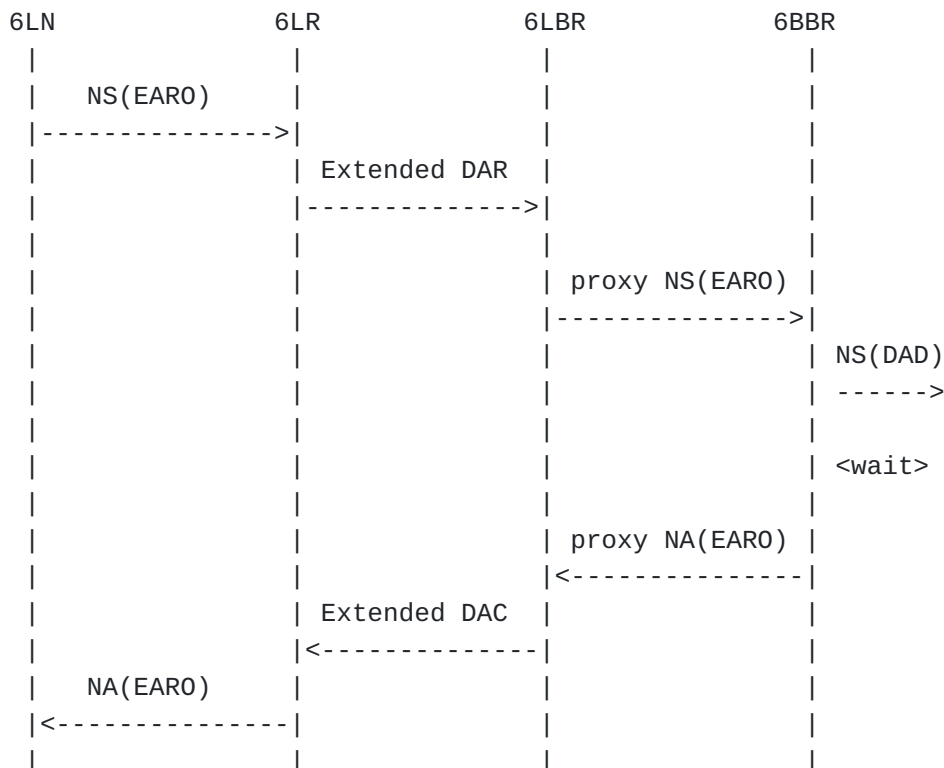 6LN 6LR 6LBR 6BBR
NS(EARO)
Extended DAR
proxy NS(EARO)
NS(DAD)
<wait>
proxy NA(EARO)
Extended DAC
NA(EARO)